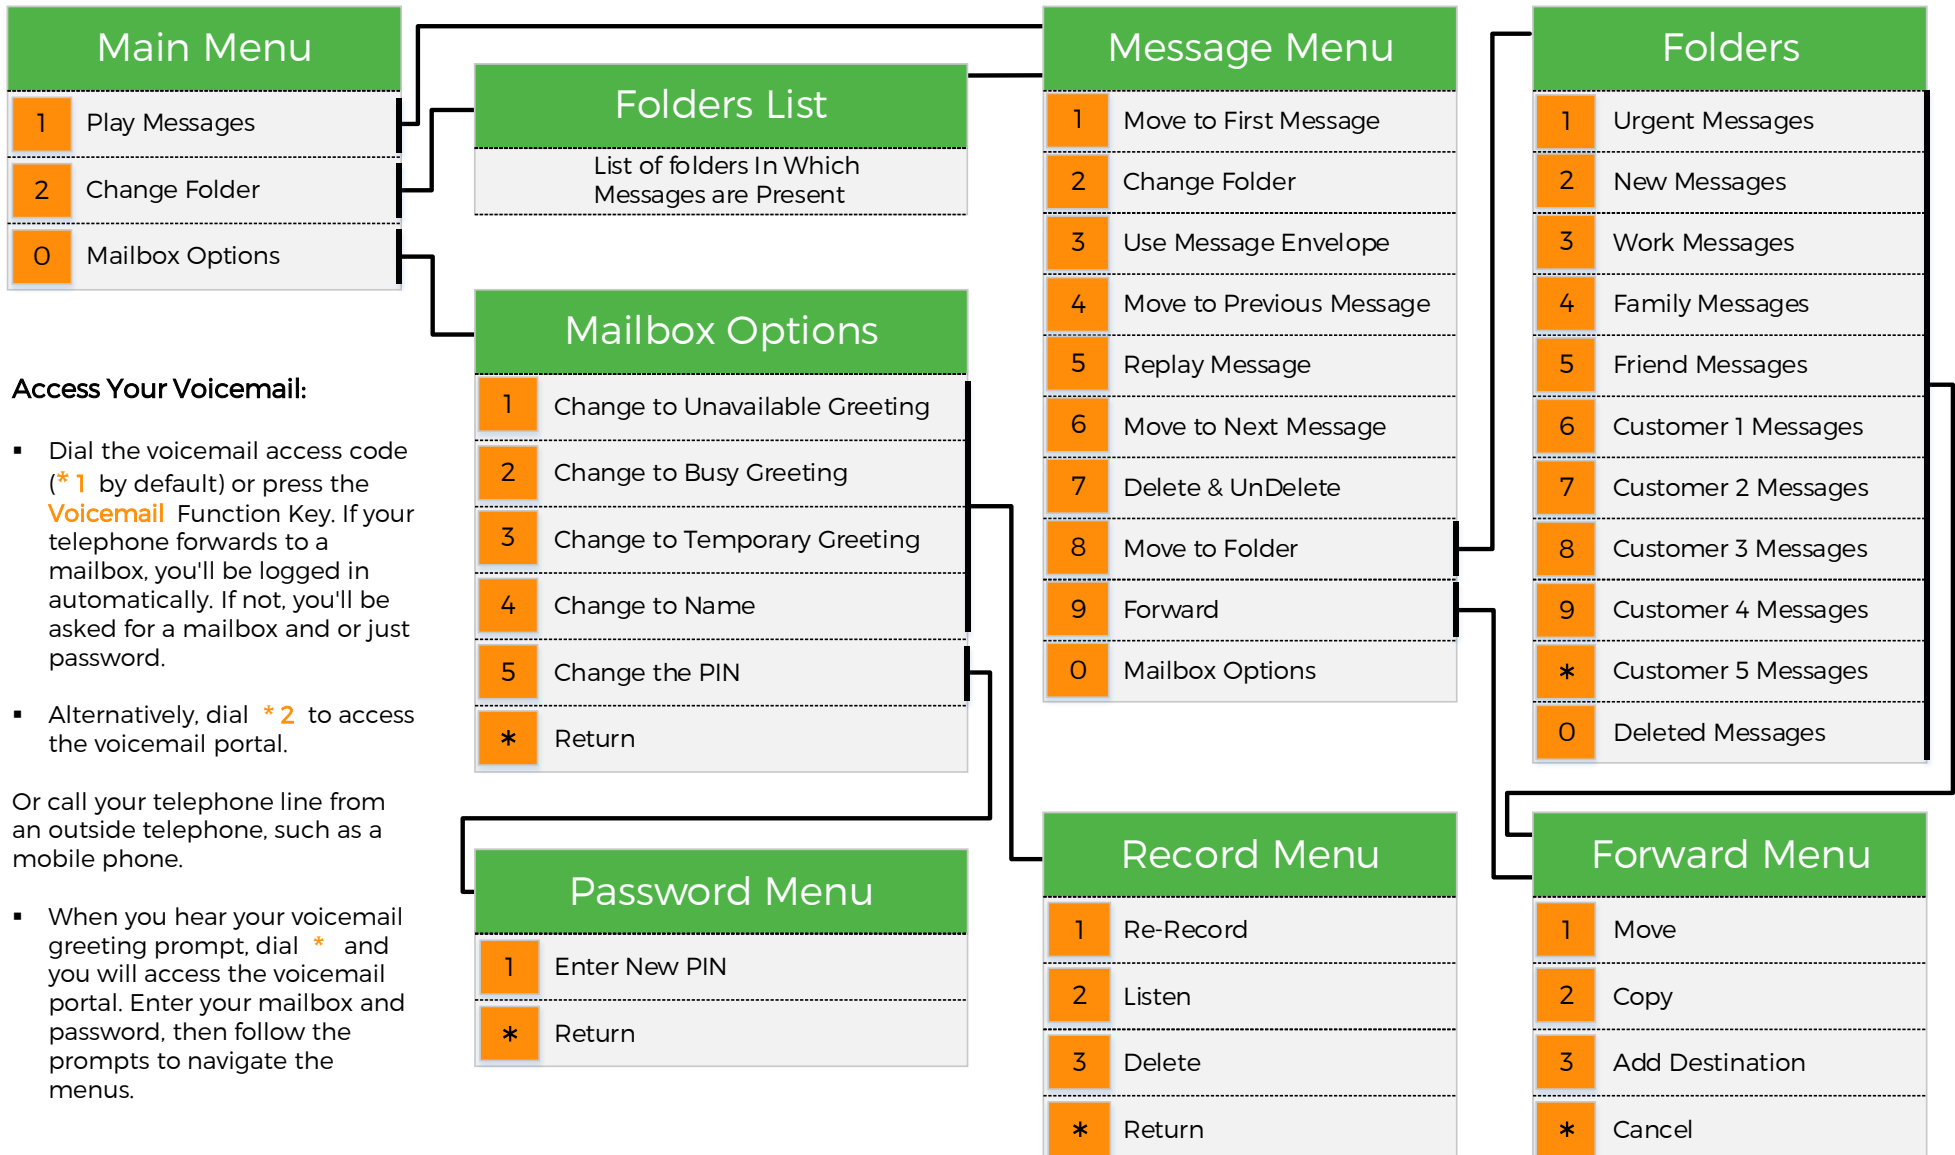 Main Menu
1 Play Messages
2 Change Folder
0 Mailbox Options
Access Your Voicemail:
▪ Dial the voicemail access code
(* 1 by default) or press the
Voicemail Function Key. If your
telephone forwards to a
mailbox, you'll be logged in
automatically. If not, you'll be
asked for a mailbox and or just
password.
▪ Alternatively, dial * 2 to access
the voicemail portal.
Or call your telephone line from
an outside telephone, such as a
mobile phone.
▪ When you hear your voicemail
greeting prompt, dial * and
you will access the voicemail
portal. Enter your mailbox and
password, then follow the
prompts to navigate the
menus.
Folders List
List of folders In Which
Messages are Present
Mailbox Options
1 Change to Unavailable Greeting
2 Change to Busy Greeting
3 Change to Temporary Greeting
4 Change to Name
5 Change the PIN
* Return
Password Menu
1 Enter New PIN
* Return
Message Menu
1 Move to First Message
2 Change Folder
3 Use Message Envelope
4 Move to Previous Message
5 Replay Message
6 Move to Next Message
7 Delete & UnDelete
8 Move to Folder
9 Forward
0 Mailbox Options
Record Menu
1 Re-Record
2 Listen
3 Delete
* Return
Folders
1 Urgent Messages
2 New Messages
3 Work Messages
4 Family Messages
5 Friend Messages
6 Customer 1 Messages
7 Customer 2 Messages
8 Customer 3 Messages
9 Customer 4 Messages
* Customer 5 Messages
0 Deleted Messages
Forward Menu
1 Move
2 Copy
3 Add Destination
* Cancel